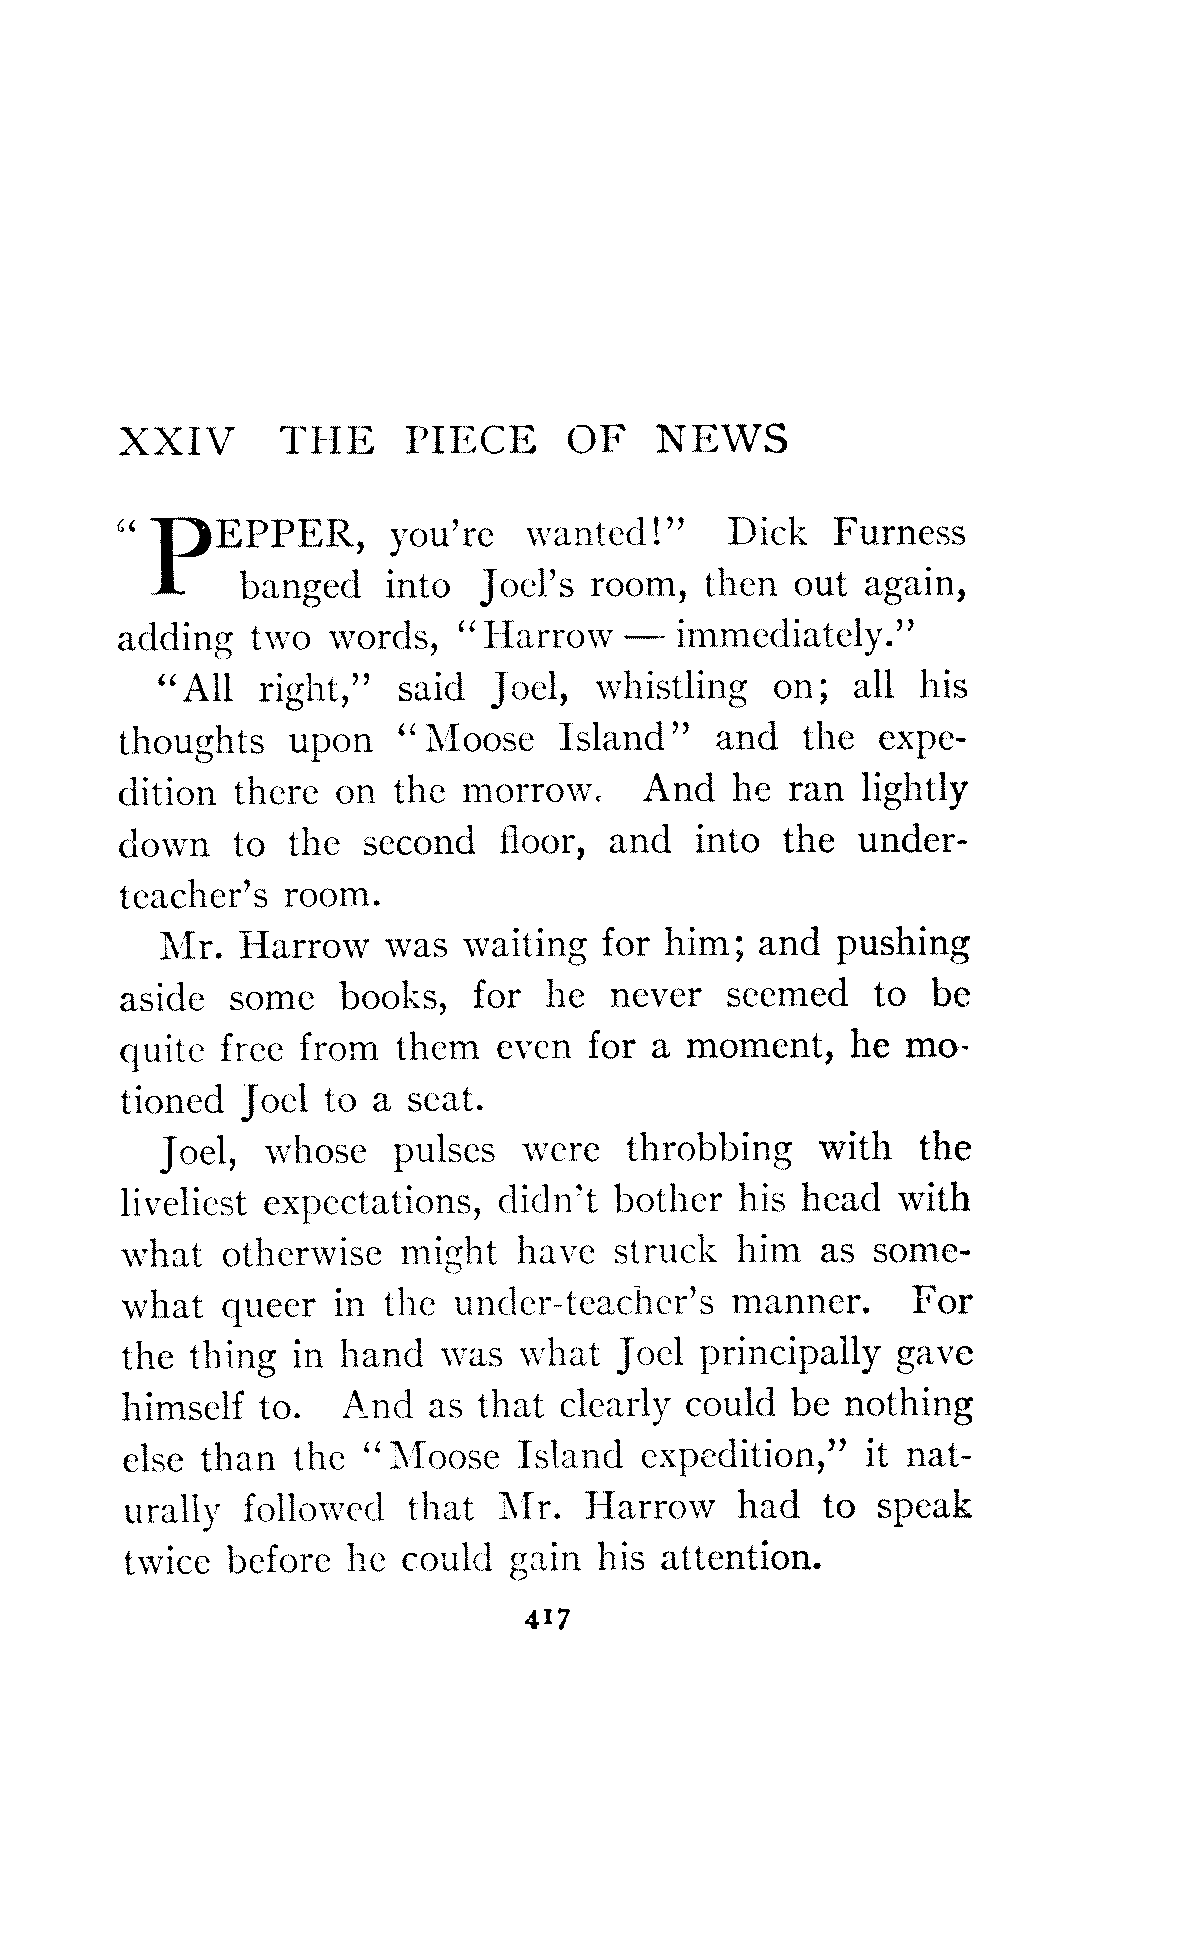 XXIV THE PIECE OF NEWS
“PEPPER, you’re wanted!” Dick Furness
banged into Joel’s room, then out again,
adding two words, “Harrow — immediately.”
“All right,” said Joel, whistling on; all his
thoughts upon “Moose Island” and the expe-
dition there on the morrow. And he ran lightly
down to the second floor, and into the under-
teacher’s room.
Mr. Harrow was waiting for him; and pushing
aside some books, for he never seemed to be
quite free from them even for a moment, he mo-
tioned Joel to a seat.
Joel, whose pulses were throbbing with the
liveliest expectations, didn’t bother his head with
what otherwise might have struck him as some-
what queer in the under-teacher’s manner. For
the thing in hand was what Joel principally gave
himself to. And as that clearly could be nothing
else than the “Moose Island expedition,” it nat-
urally followed that Mr. Harrow had to speak
twice before he could gain his attention.
417